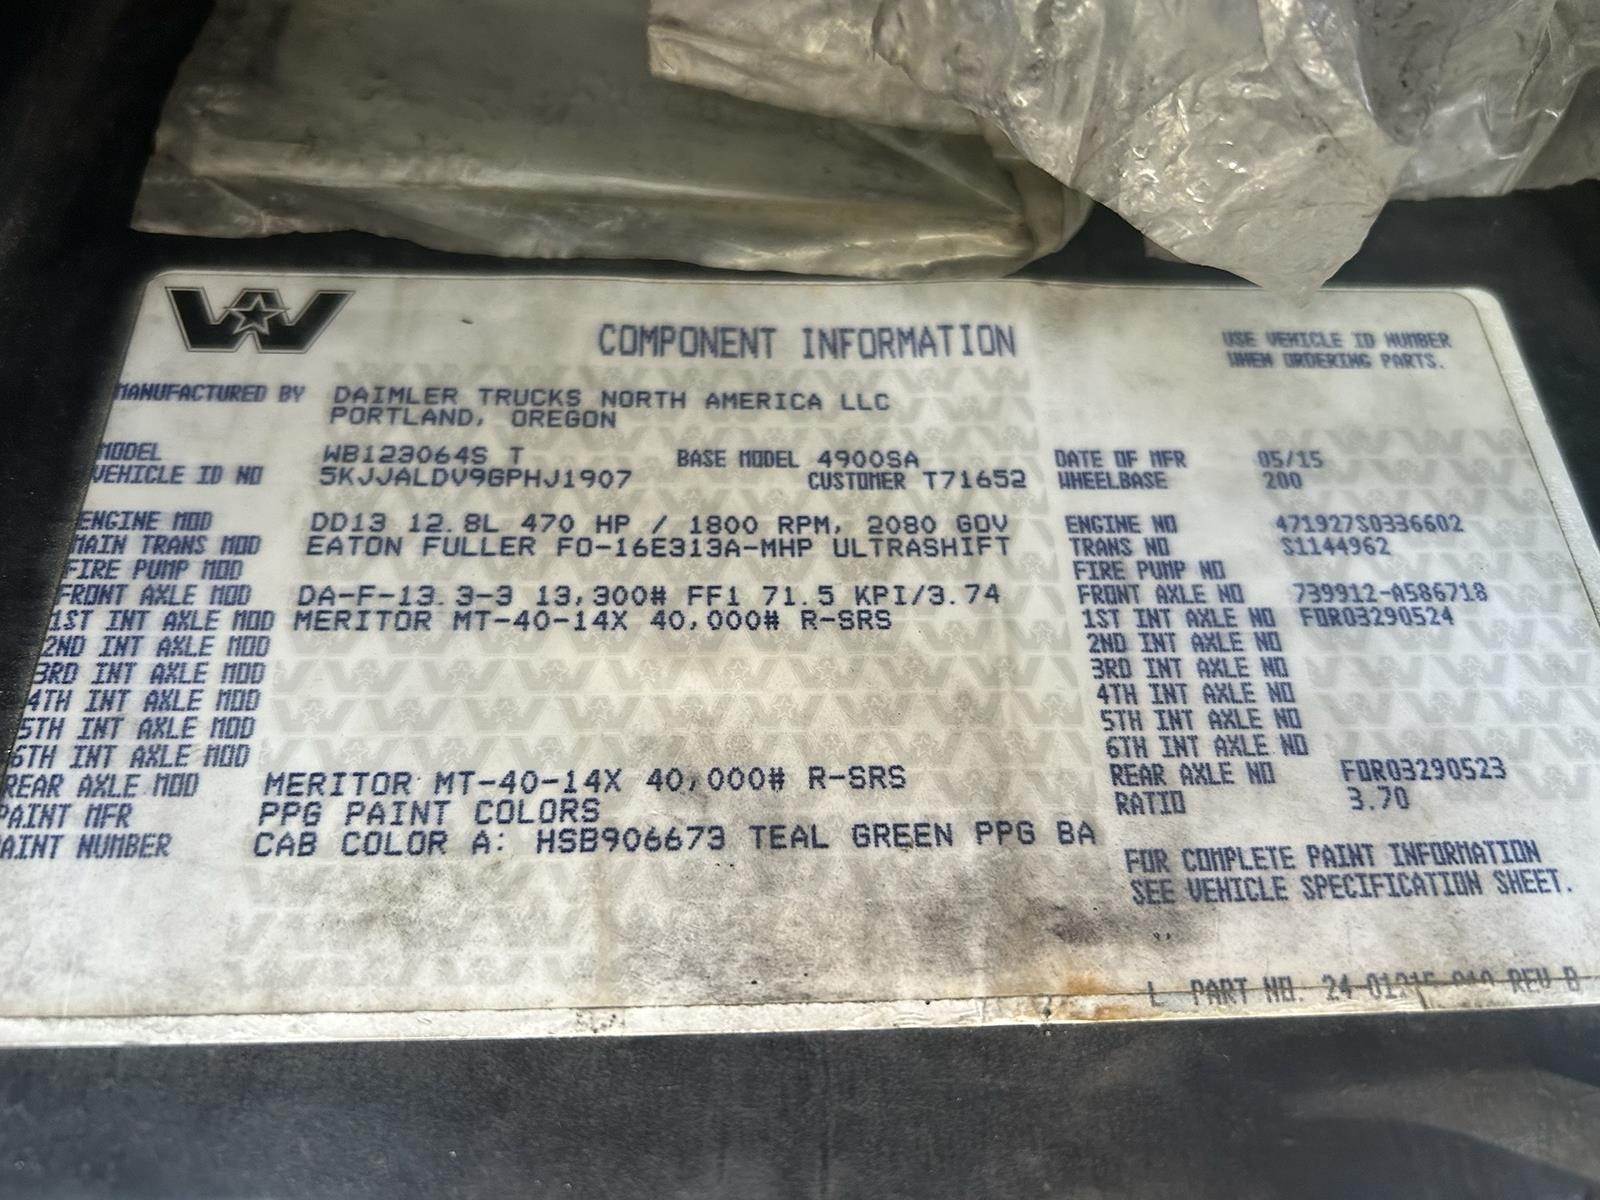 COMPONENT INFORMATION
USE VEHICLE ID NUMBER
WHEN ORDERING PARTS.
MANUFACTURED BY DAIMLER TRUCKS NORTH AMERICA LLC
PORTLAND, OREGON
MODEL WB123064S T BASE MODEL 4900SA DATE OF MFR 05/15
VEHICLE ID NO 5KJJALDV9GPHJ1907 CUSTOMER T71652 WHEELBASE 200
ENGINE MOD DD13 12.8L 470 HP / 1800 RPM, 2080 GOV ENGINE NO 471927S0336602
MAIN TRANS MOD EATON FULLER FO-16E313A-MHP ULTRASHIFT TRANS NO S1144962
FIRE PUMP MOD FIRE PUMP NO
FRONT AXLE MOD DA-F-13.3-3 13,300# FF1 71.5 KPI/3.74 FRONT AXLE NO 739912-A586718
1ST INT AXLE MOD MERITOR MT-40-14X 40,000# R-SRS 1ST INT AXLE NO FOR03290524
2ND INT AXLE MOD 2ND INT AXLE NO
3RD INT AXLE MOD 3RD INT AXLE NO
4TH INT AXLE MOD 4TH INT AXLE NO
5TH INT AXLE MOD 5TH INT AXLE NO
6TH INT AXLE MOD 6TH INT AXLE NO
REAR AXLE MOD MERITOR MT-40-14X 40,000# R-SRS REAR AXLE NO FOR03290523
PAINT MFR PPG PAINT COLORS RATIO 3.70
AINT NUMBER CAB COLOR A: HSB906673 TEAL GREEN PPG BA
FOR COMPLETE PAINT INFORMATION
SEE VEHICLE SPECIFICATION SHEET.
L PART NO. 24 REV B